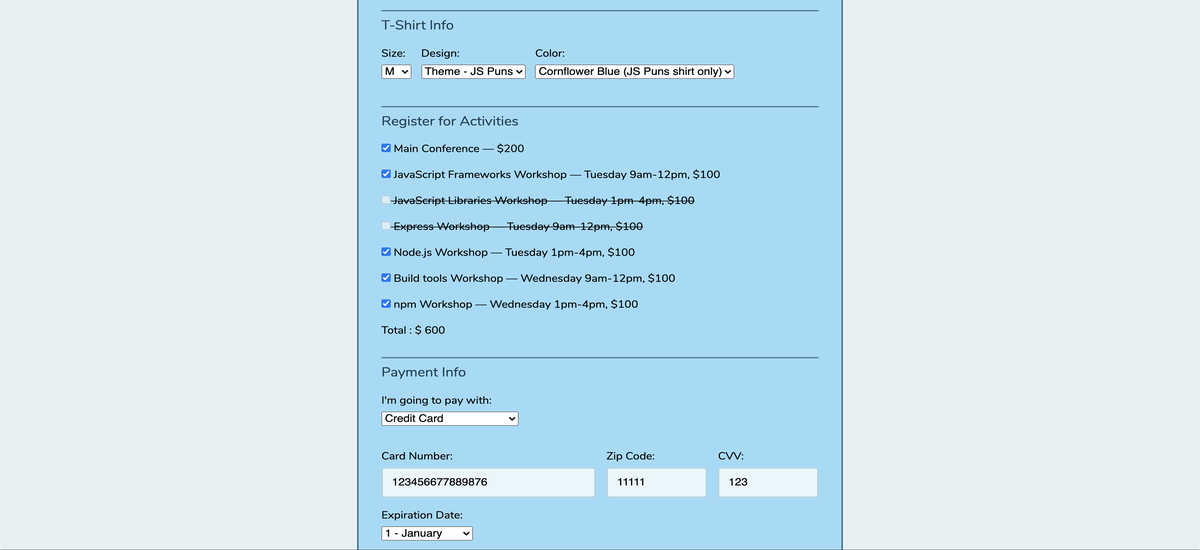 T-Shirt Info
Size: Design: Color:
M Theme - JS Puns Cornflower Blue (JS Puns shirt only)
Register for Activities
Main Conference — $200
JavaScript Frameworks Workshop — Tuesday 9am-12pm, $100
JavaScript Libraries Workshop — Tuesday 1pm-4pm, $100
Express Workshop — Tuesday 9am-12pm, $100
Node.js Workshop — Tuesday 1pm-4pm, $100
Build tools Workshop — Wednesday 9am-12pm, $100
npm Workshop — Wednesday 1pm-4pm, $100
Total : $ 600
Payment Info
I'm going to pay with:
Credit Card
Card Number: Zip Code: CVV:
123456677889876 11111 123
Expiration Date:
1 - January